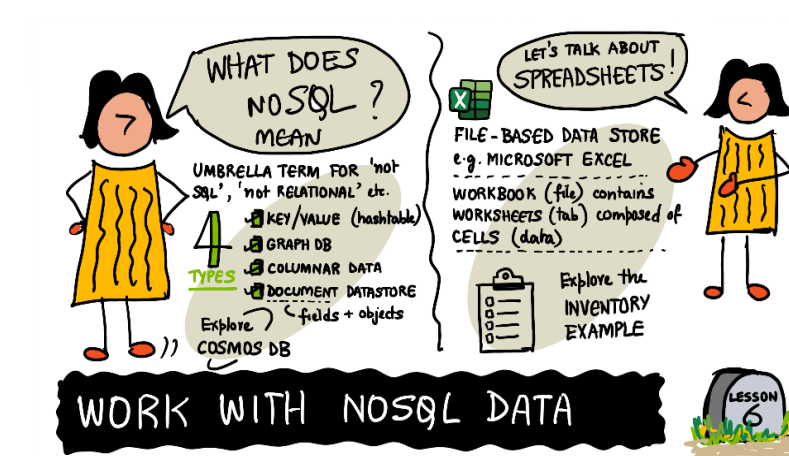 WHAT DOES
NOSQL ?
MEAN
UMBRELLA TERM FOR 'not
SQL', 'not RELATIONAL' etc.
4
TYPES
KEY/VALUE (hashtable)
GRAPH DB
COLUMNAR DATA
DOCUMENT DATASTORE
fields + objects
Explore
COSMOS DB
LET'S TALK ABOUT
SPREADSHEETS!
X
FILE-BASED DATA STORE
e.g. MICROSOFT EXCEL
WORKBOOK (file) contains
WORKSHEETS (tab) composed of
CELLS (data)
Explore the
INVENTORY
EXAMPLE
WORK WITH NOSQL DATA
LESSON
6